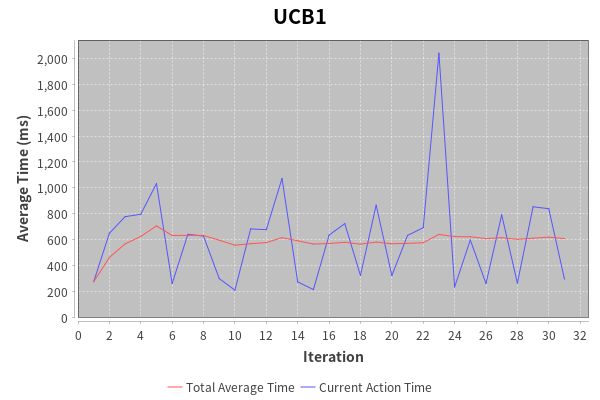 UCB1
Average Time (ms)
2,000
1,800
1,600
1,400
1,200
1,000
800
600
400
200
0
0 2 4 6 8 10 12 14 16 18 20 22 24 26 28 30 32
Iteration
Total Average Time Current Action Time